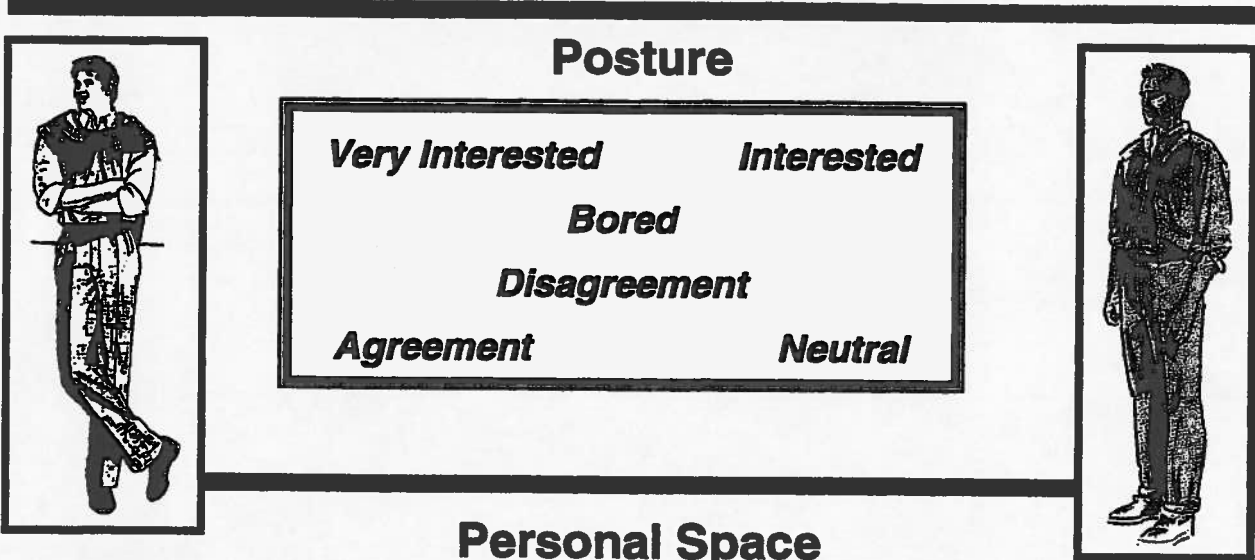 Posture
Very Interested Interested
Bored
Disagreement
Agreement Neutral
Personal Space